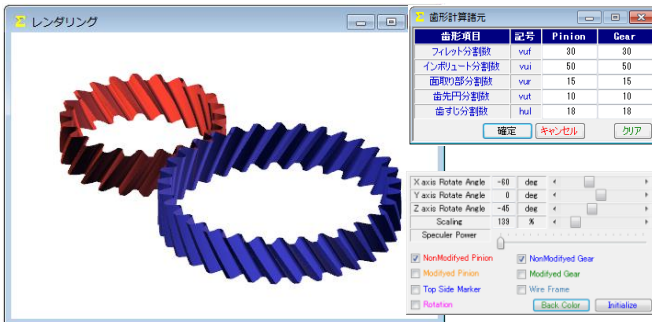 Σ レンダリング
Σ 歯形計算諸元
歯形項目 記号 Pinion Gear
フィレット分割数 vuf 30 30
インボリュート分割数 vui 50 50
面取り部分割数 vur 15 15
歯先円分割数 vut 10 10
歯すじ分割数 hul 18 18
確定 キャンセル クリア
X axis Rotate Angle -60 deg
Y axis Rotate Angle 0 deg
Z axis Rotate Angle -45 deg
Scaling 139 %
Speculer Power
NonModifyed Pinion NonModifyed Gear
Modifyed Pinion Modifyed Gear
Top Side Marker Wire Frame
Rotation Back Color Initialize